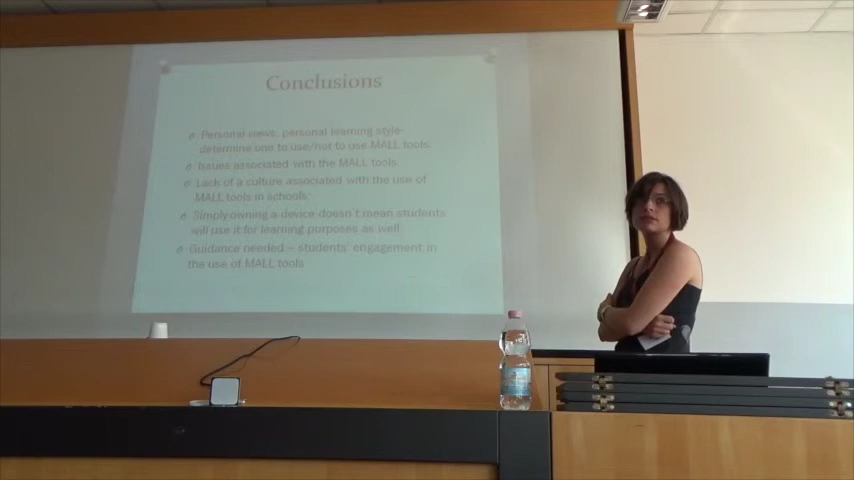 Conclusions
Personal views, personal learning style-
determine one to use/not to use MALL tools.
Issues associated with the MALL tools.
Lack of a culture associated with the use of
MALL tools in schools.
Simply owning a device doesn't mean students
will use it for learning purposes as well
Guidance needed – students' engagement in
the use of MALL tools